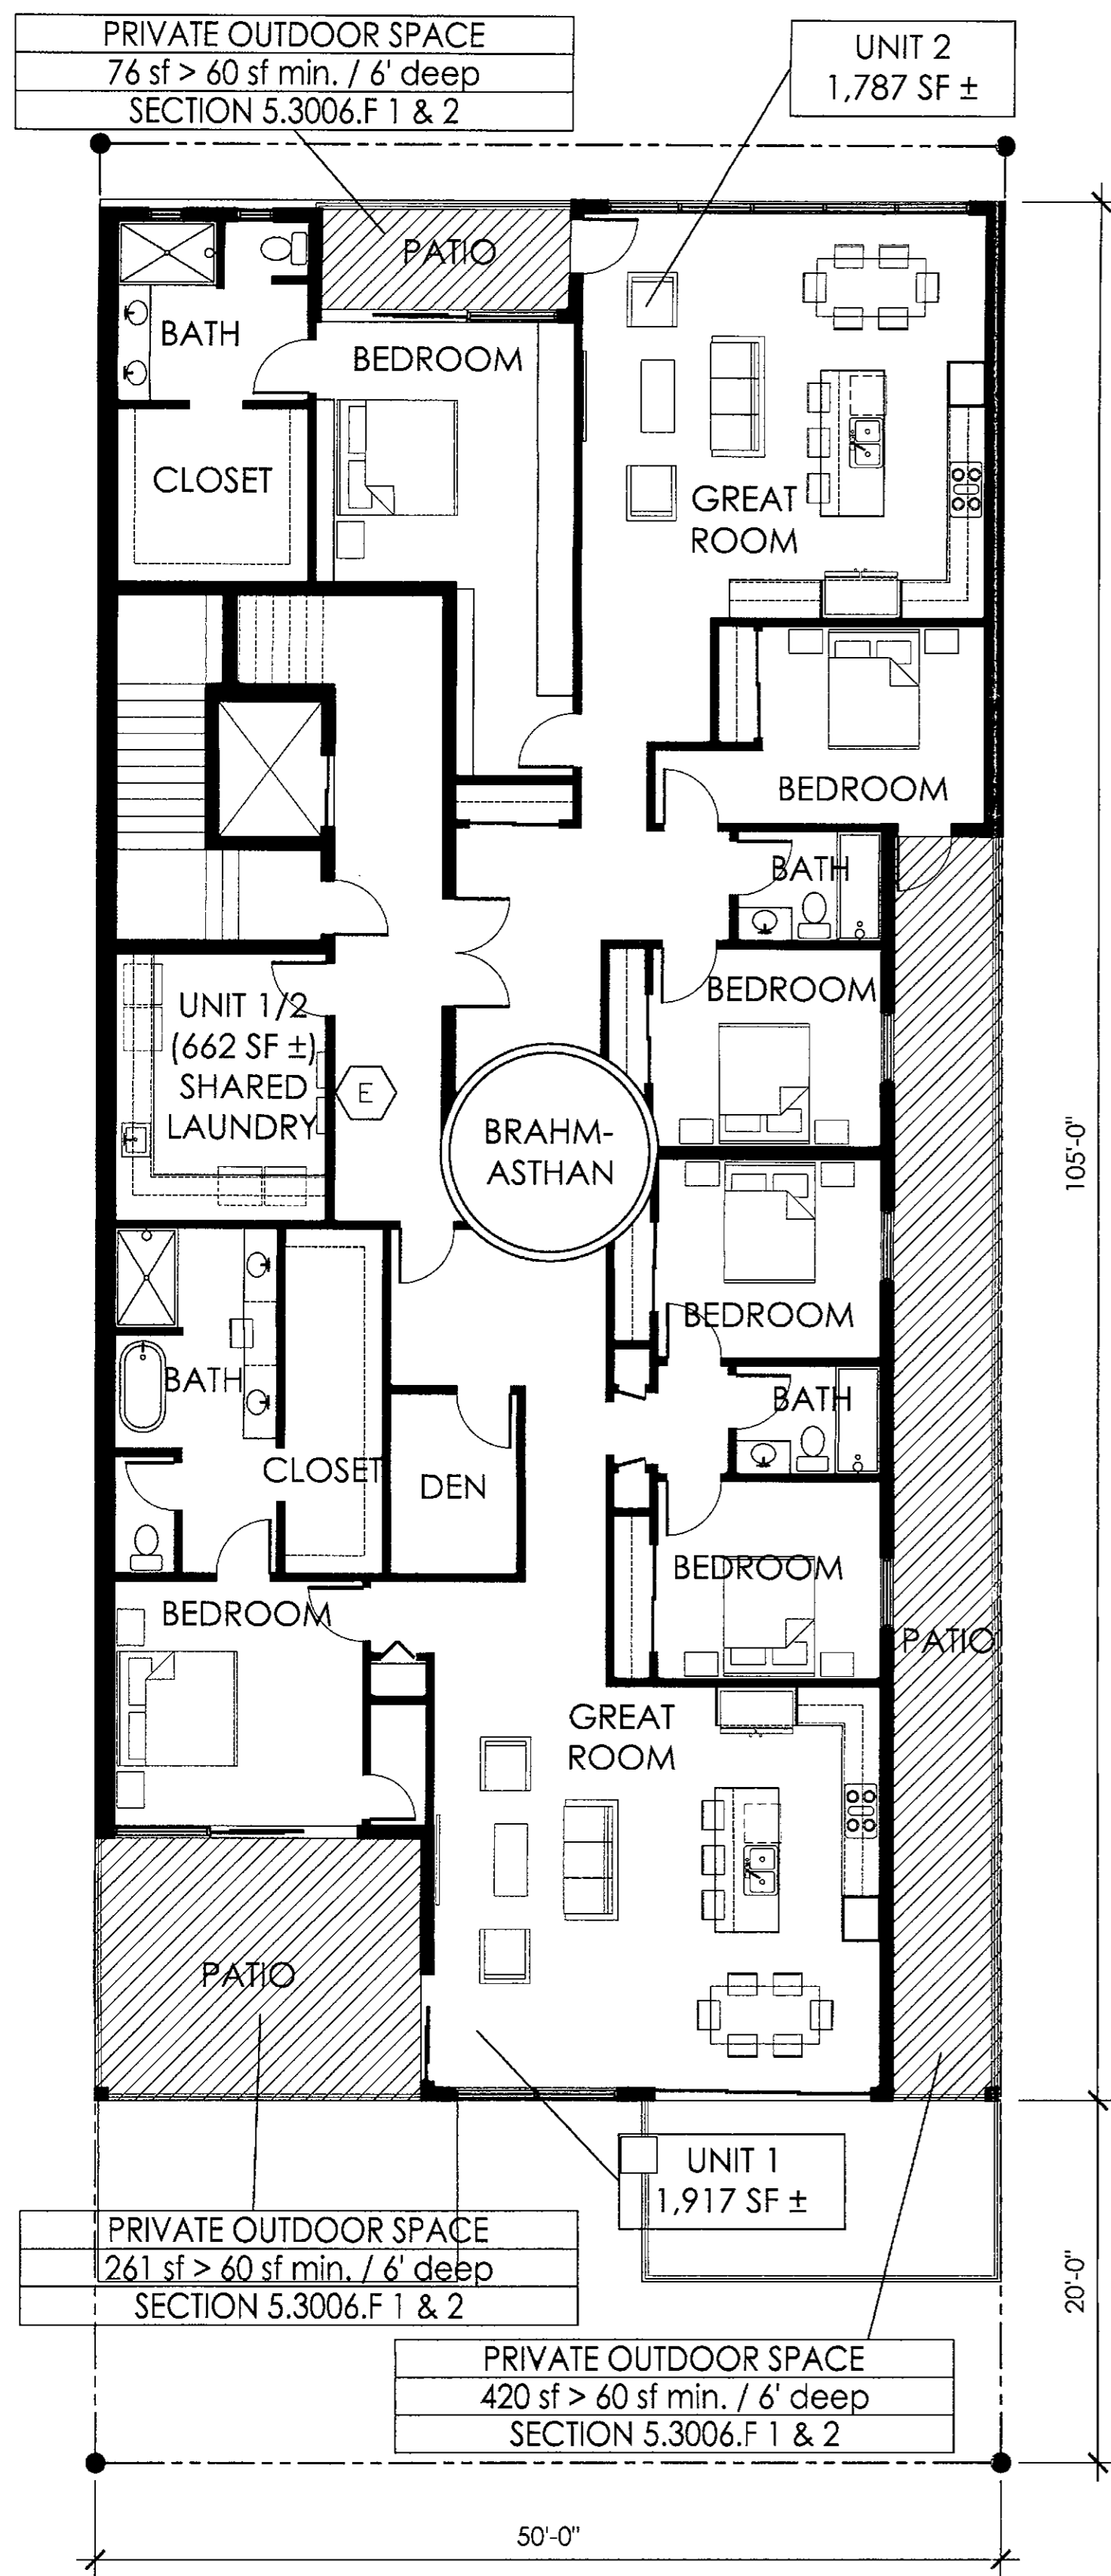 PRIVATE OUTDOOR SPACE
76 sf > 60 sf min. / 6' deep
SECTION 5.3006.F 1 & 2
UNIT 2
1,787 SF ±
PATIO
BATH
BEDROOM
CLOSET
GREAT
ROOM
BEDROOM
BATH
BEDROOM
UNIT 1/2
(662 SF ±)
SHARED
LAUNDRY
E
BRAHM-
ASTHAN
105'-0"
BEDROOM
BATH
BATH
CLOSET
DEN
BEDROOM
BEDROOM
PATIO
GREAT
ROOM
PATIO
UNIT 1
1,917 SF ±
PRIVATE OUTDOOR SPACE
261 sf > 60 sf min. / 6' deep
SECTION 5.3006.F 1 & 2
20'-0"
PRIVATE OUTDOOR SPACE
420 sf > 60 sf min. / 6' deep
SECTION 5.3006.F 1 & 2
50'-0"